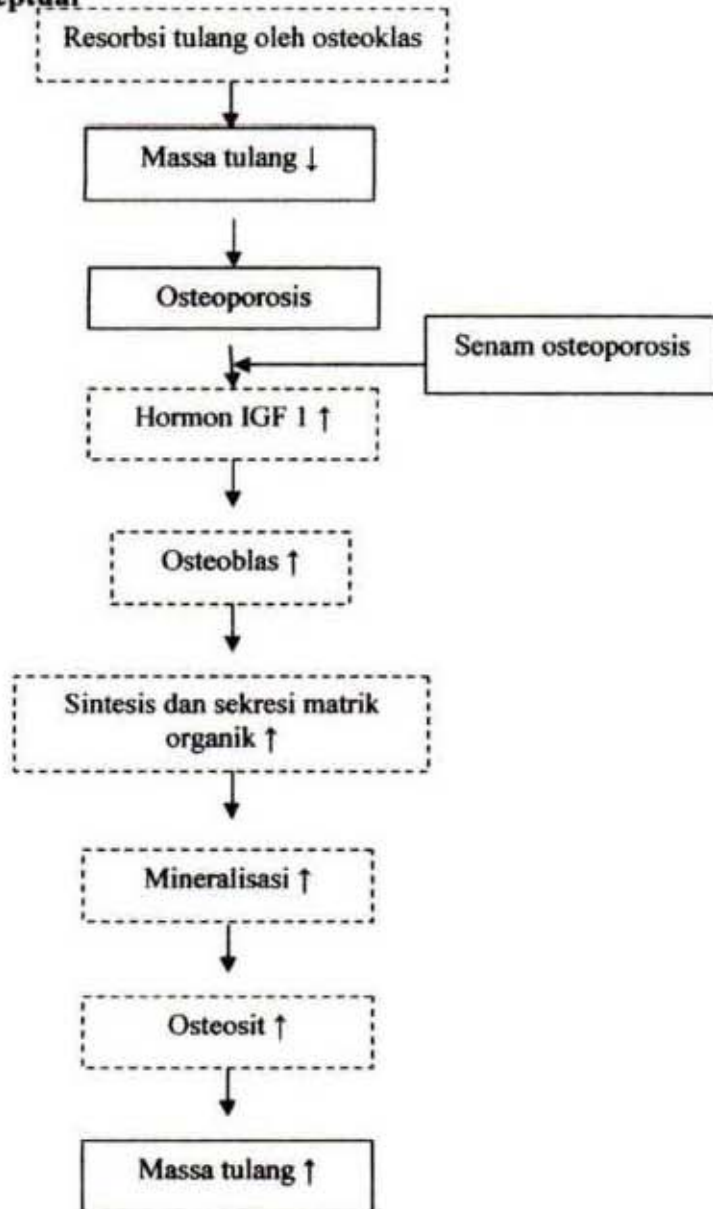 Resorbsi tulang oleh osteoklas
Massa tulang ↓
Osteoporosis
Senam osteoporosis
Hormon IGF 1 ↑
Osteoblas ↑
Sintesis dan sekresi matrik
organik ↑
Mineralisasi ↑
Osteosit ↑
Massa tulang ↑